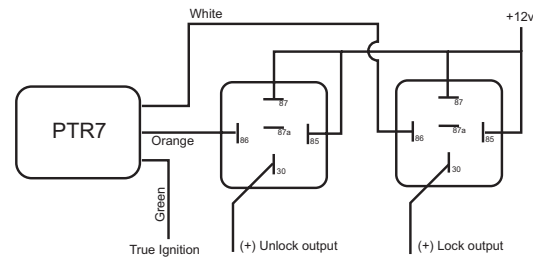 White
+12v
PTR7
Orange
Green
True Ignition
87
87a
86
85
30
(+) Unlock output
87
87a
86
85
30
(+) Lock output